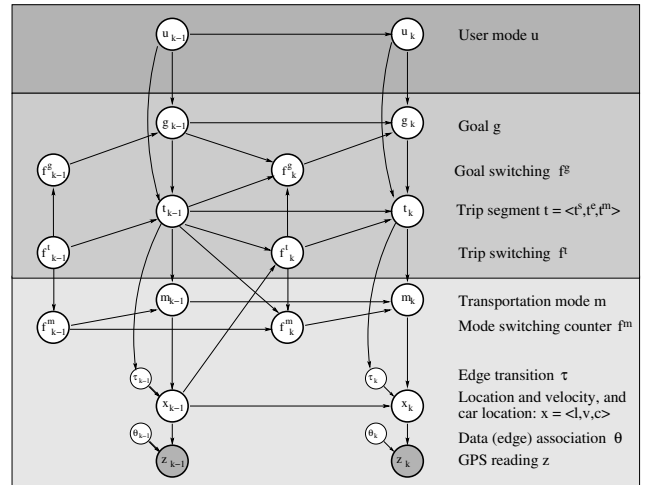 u k-1 u k User mode u
g k-1 g k Goal g
f g k-1 f g k Goal switching f g
t k-1 t k Trip segment t = <t s ,t e ,t m >
f t k-1 f t k Trip switching f t
m k-1 m k Transportation mode m
f m k-1 f m k Mode switching counter f m
τ k-1 τ k Edge transition τ
x k-1 x k Location and velocity, and
car location: x = <l,v,c>
θ k-1 θ k Data (edge) association θ
z k-1 z k GPS reading z